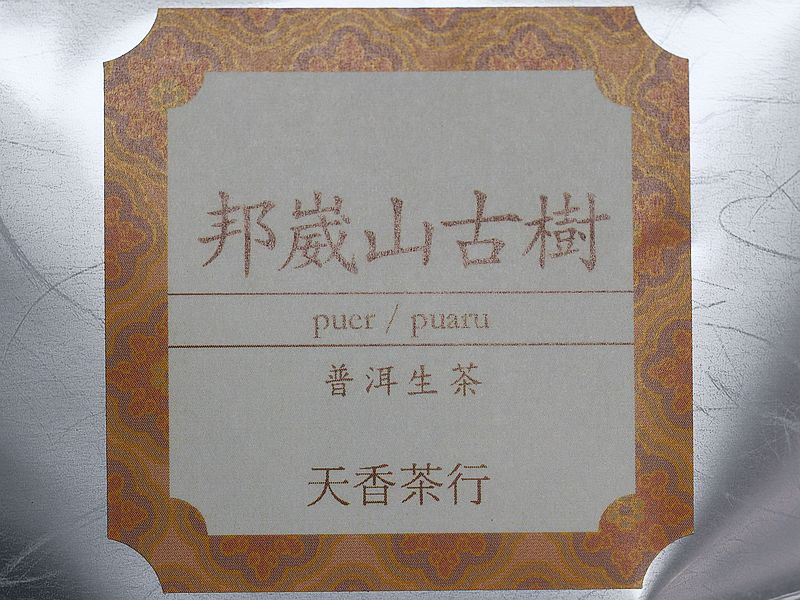 邦崴山古樹
puer / puaru
普洱生茶
天香茶行